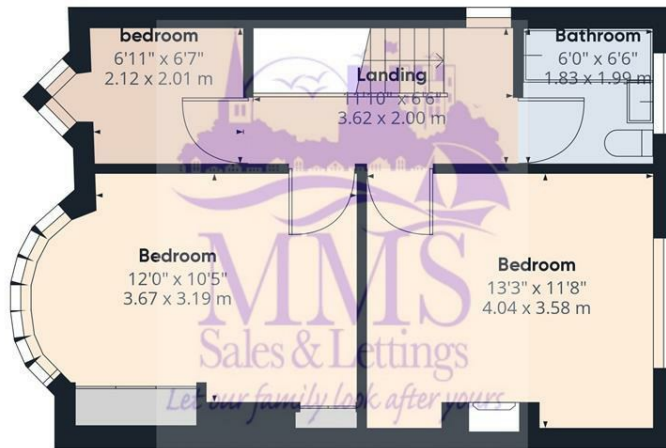 bedroom
6'11" x 6'7"
2.12 x 2.01 m
Landing
11'10" x 6'6"
3.62 x 2.00 m
Bathroom
6'0" x 6'6"
1.83 x 1.99 m
Bedroom
12'0" x 10'5"
3.67 x 3.19 m
Bedroom
13'3" x 11'8"
4.04 x 3.58 m
MMS
Sales & Lettings
Let our family look after yours